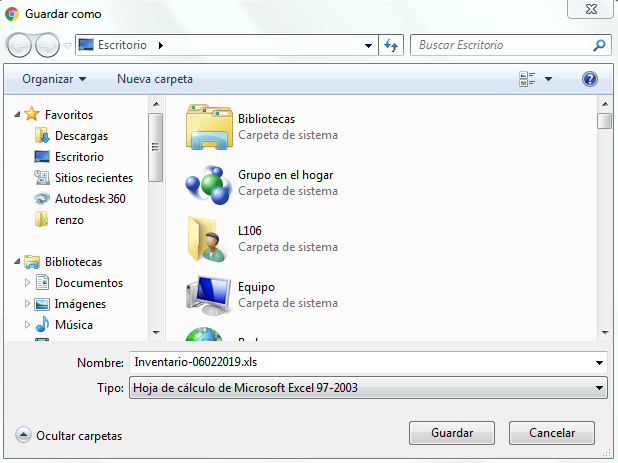 Guardar como
Escritorio
Buscar Escritorio
Organizar
Nueva carpeta
Favoritos
Descargas
Escritorio
Sitios recientes
Autodesk 360
renzo
Bibliotecas
Documentos
Imágenes
Música
Bibliotecas
Carpeta de sistema
Grupo en el hogar
Carpeta de sistema
L106
Carpeta de sistema
Equipo
Carpeta de sistema
Nombre: Inventario-06022019.xls
Tipo: Hoja de cálculo de Microsoft Excel 97-2003
Ocultar carpetas
Guardar
Cancelar